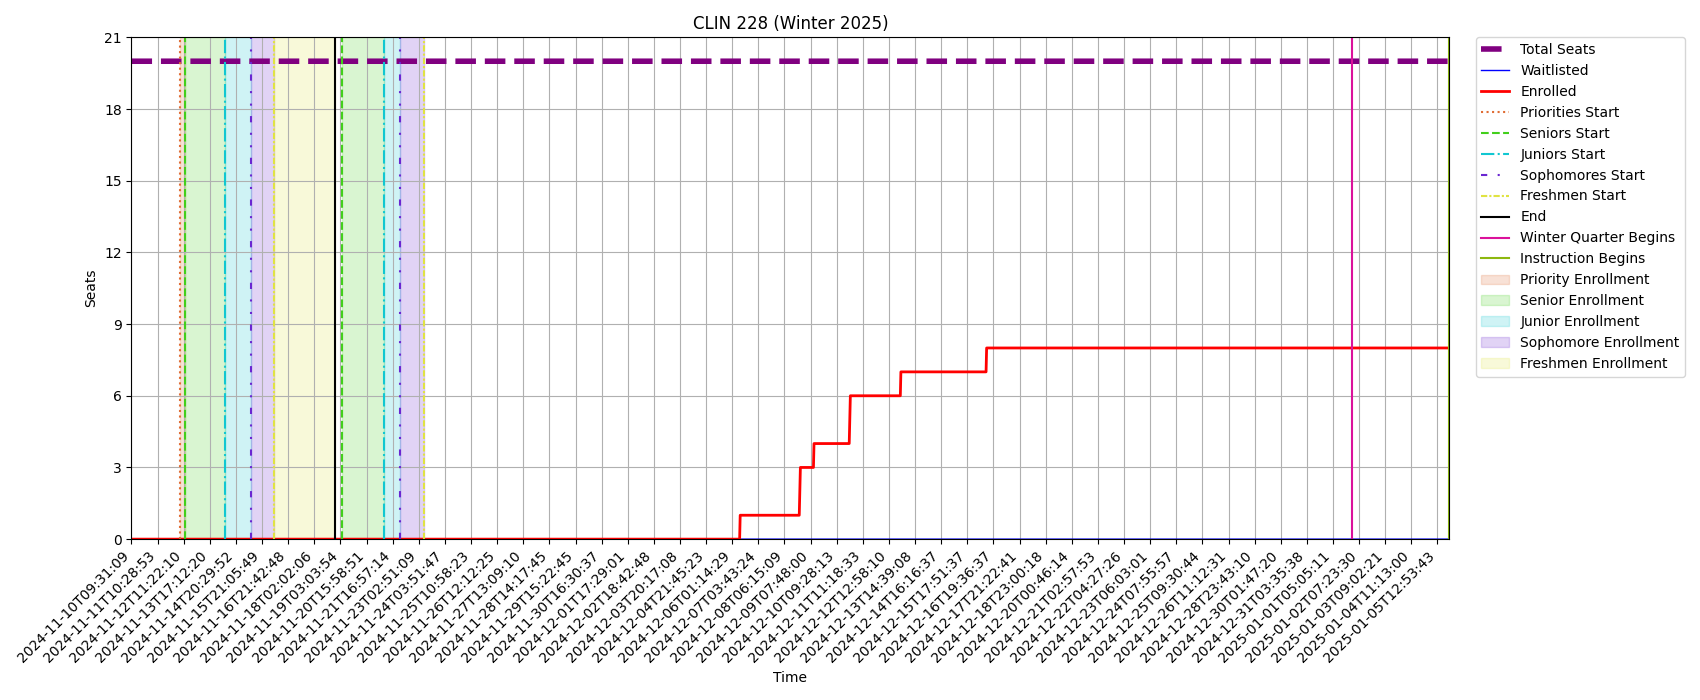 CLIN 228 (Winter 2025)
21
18
15
12
9
6
3
0
Seats
2024-11-10T09:31:09
2024-11-11T10:28:53
2024-11-12T11:22:10
2024-11-13T17:12:20
2024-11-14T20:29:52
2024-11-15T21:05:49
2024-11-16T21:42:48
2024-11-18T02:02:06
2024-11-19T03:03:54
2024-11-20T15:58:51
2024-11-21T16:57:14
2024-11-23T02:51:09
2024-11-24T03:51:47
2024-11-25T10:58:23
2024-11-26T12:12:25
2024-11-27T13:09:10
2024-11-28T14:17:45
2024-11-29T15:22:45
2024-11-30T16:30:37
2024-12-01T17:29:01
2024-12-02T18:42:48
2024-12-03T20:17:08
2024-12-04T21:45:23
2024-12-06T01:14:29
2024-12-07T03:43:24
2024-12-08T06:15:09
2024-12-09T07:48:00
2024-12-10T09:28:13
2024-12-11T11:18:33
2024-12-12T12:58:10
2024-12-13T14:39:08
2024-12-14T16:16:37
2024-12-15T17:51:37
2024-12-16T19:36:37
2024-12-17T21:22:41
2024-12-18T23:00:18
2024-12-20T00:46:14
2024-12-21T02:57:53
2024-12-22T04:27:26
2024-12-23T06:03:01
2024-12-24T07:55:57
2024-12-25T09:30:44
2024-12-26T11:12:31
2024-12-28T23:43:10
2024-12-30T01:47:20
2024-12-31T03:35:38
2025-01-01T05:05:11
2025-01-02T07:23:30
2025-01-03T09:02:21
2025-01-04T11:13:00
2025-01-05T12:53:43
Time
Total Seats
Waitlisted
Enrolled
Priorities Start
Seniors Start
Juniors Start
Sophomores Start
Freshmen Start
End
Winter Quarter Begins
Instruction Begins
Priority Enrollment
Senior Enrollment
Junior Enrollment
Sophomore Enrollment
Freshmen Enrollment